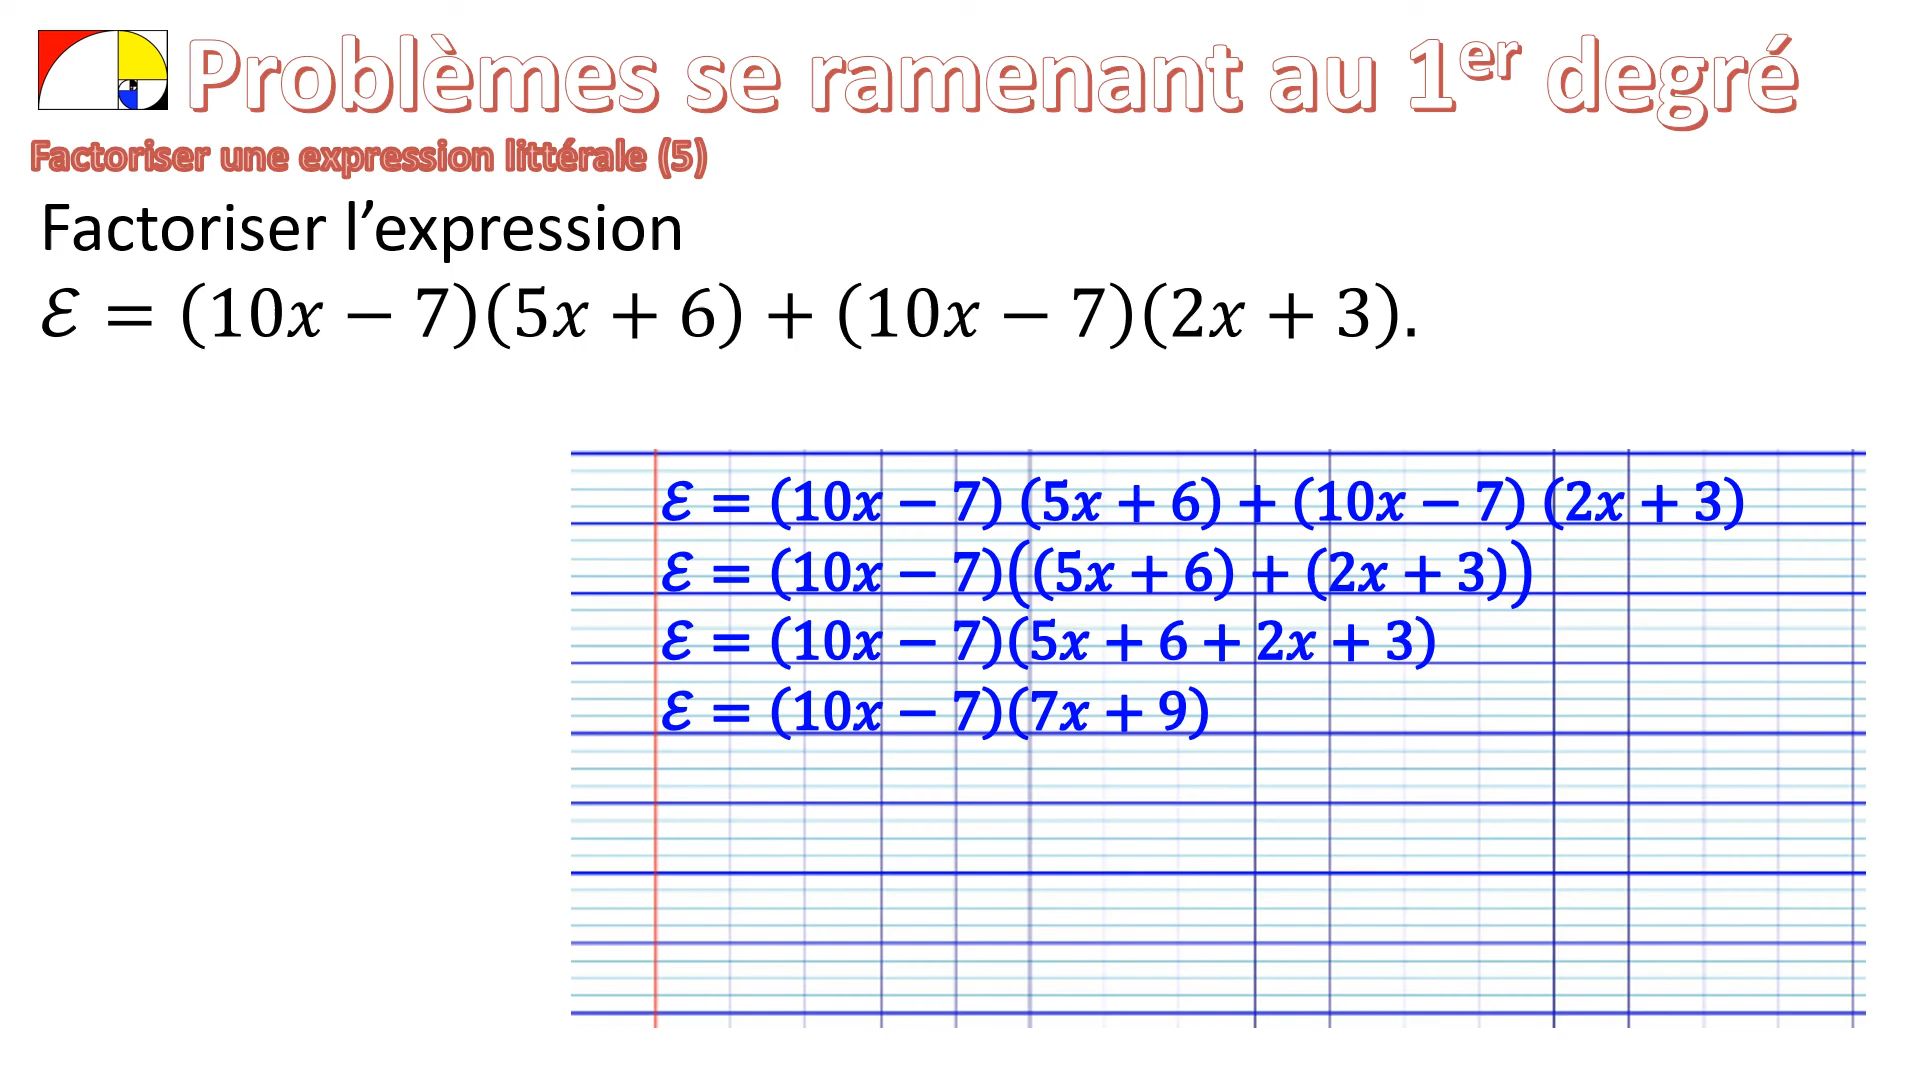 Problèmes se ramenant au 1er degré
Factoriser une expression littérale (5)
Factoriser l’expression
ℰ = (10x − 7)(5x + 6) + (10x − 7)(2x + 3).
ℰ = (10x − 7) (5x + 6) + (10x − 7) (2x + 3)
ℰ = (10x − 7)((5x + 6) + (2x + 3))
ℰ = (10x − 7)(5x + 6 + 2x + 3)
ℰ = (10x − 7)(7x + 9)